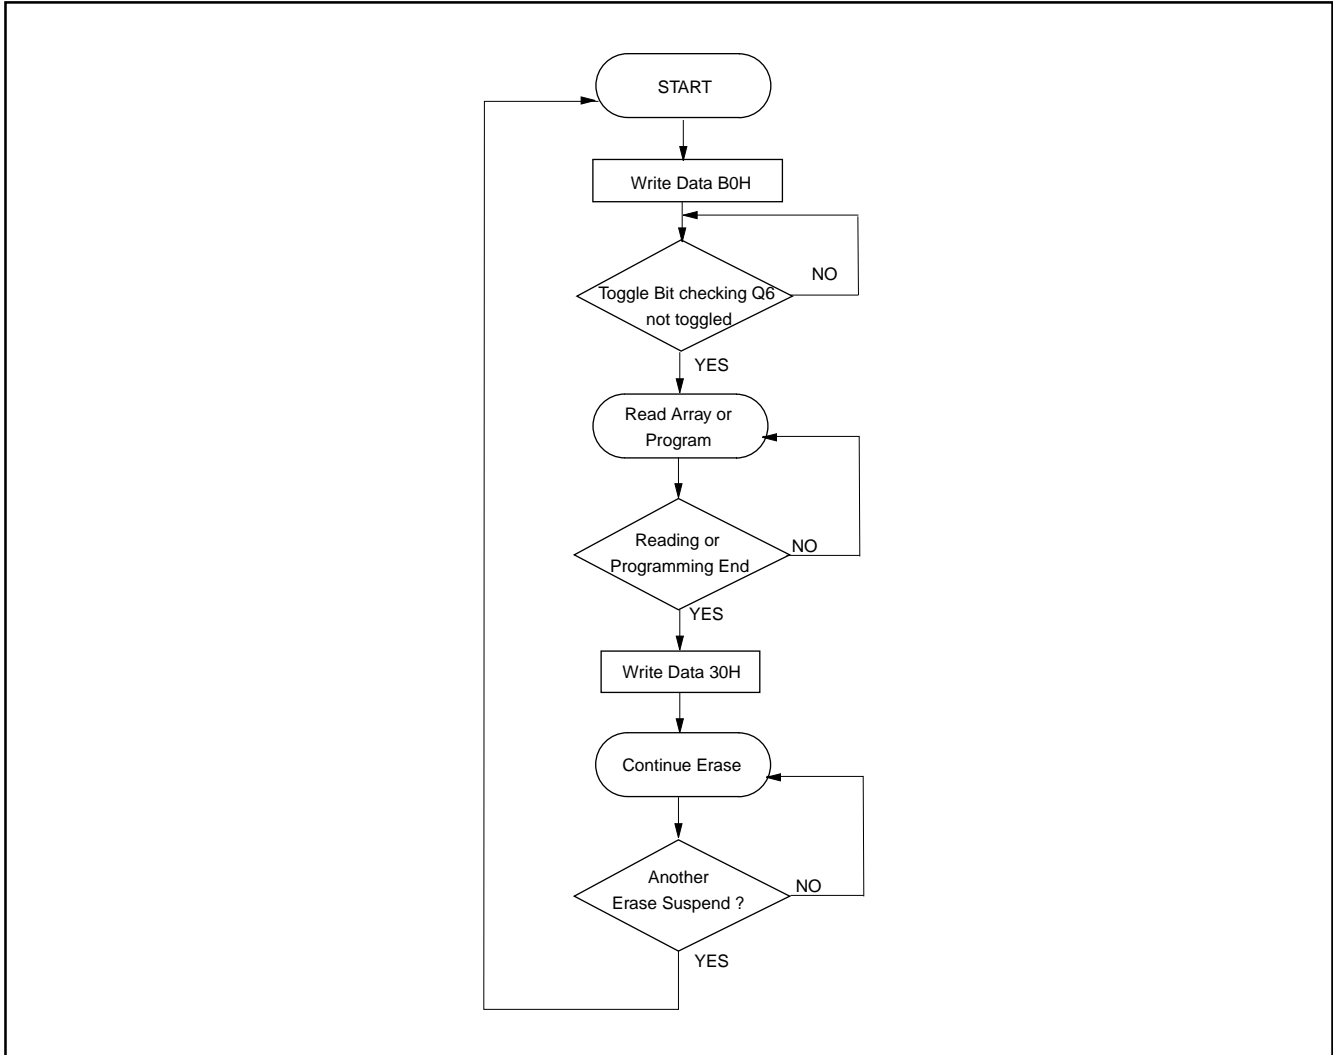 START
Write Data B0H
NO
Toggle Bit checking Q6
not toggled
YES
Read Array or
Program
Reading or
NO
Programming End
YES
Write Data 30H
Continue Erase
Another
NO
Erase Suspend ?
YES